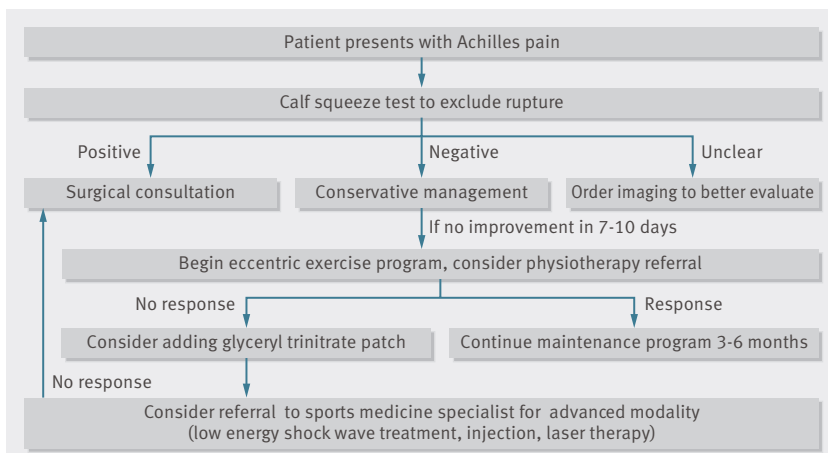 Patient presents with Achilles pain
Calf squeeze test to exclude rupture
Positive
Negative
Unclear
Surgical consultation
Conservative management
Order imaging to better evaluate
If no improvement in 7-10 days
Begin eccentric exercise program, consider physiotherapy referral
No response
Response
Consider adding glyceryl trinitrate patch
Continue maintenance program 3-6 months
No response
Consider referral to sports medicine specialist for advanced modality
(low energy shock wave treatment, injection, laser therapy)